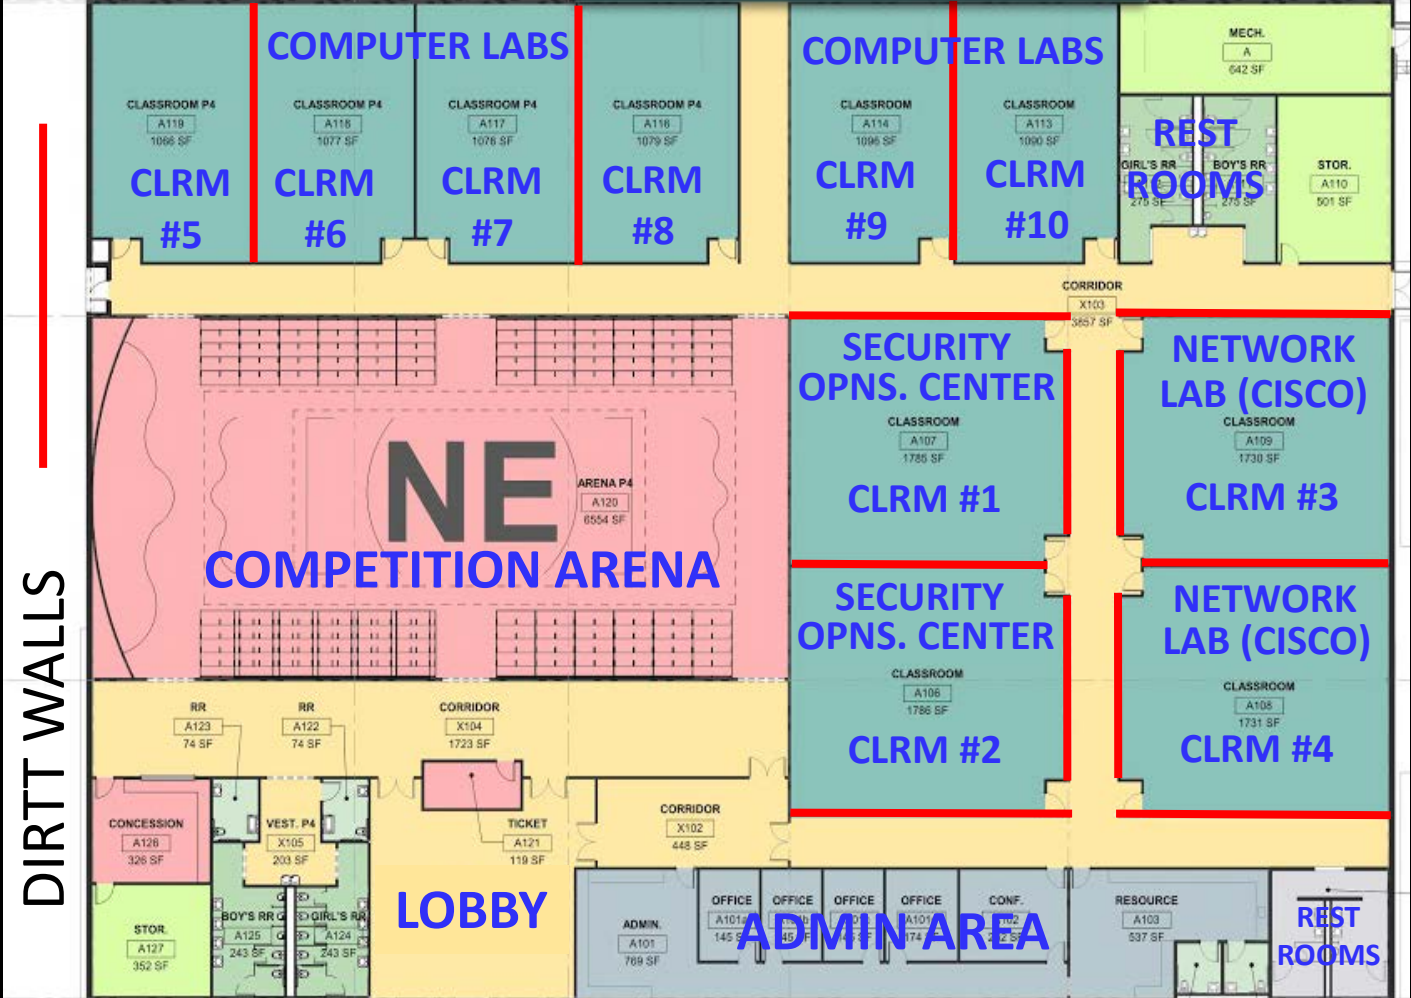 COMPUTER LABS
COMPUTER LABS
MECH.
A
642 SF
CLASSROOM P4
A119
1066 SF
CLRM
#5
CLASSROOM P4
A118
1077 SF
CLRM
#6
CLASSROOM P4
A117
1076 SF
CLRM
#7
CLASSROOM P4
A116
1079 SF
CLRM
#8
CLASSROOM
A114
1096 SF
CLRM
#9
CLASSROOM
A113
1090 SF
CLRM
#10
REST
ROOMS
GIRL'S RR
275 SF
BOY'S RR
275 SF
STOR.
A110
501 SF
CORRIDOR
X103
3857 SF
SECURITY
OPNS. CENTER
CLASSROOM
A107
1785 SF
CLRM #1
NETWORK
LAB (CISCO)
CLASSROOM
A109
1730 SF
CLRM #3
NE
ARENA P4
A120
6554 SF
COMPETITION ARENA
SECURITY
OPNS. CENTER
CLASSROOM
A106
1786 SF
CLRM #2
NETWORK
LAB (CISCO)
CLASSROOM
A108
1731 SF
CLRM #4
DIRTT WALLS
RR
A123
74 SF
RR
A122
74 SF
CORRIDOR
X104
1723 SF
CONCESSION
A126
326 SF
VEST. P4
X105
203 SF
TICKET
A121
119 SF
CORRIDOR
X102
448 SF
STOR.
A127
352 SF
BOY'S RR
A125
243 SF
GIRL'S RR
A124
243 SF
LOBBY
ADMIN.
A101
769 SF
OFFICE
A101a
145 SF
OFFICE
OFFICE
OFFICE
174
CONF.
ADMIN AREA
RESOURCE
A103
537 SF
REST
ROOMS